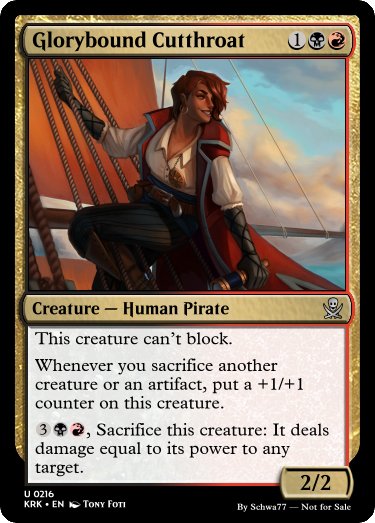 Glorybound Cutthroat 1
Creature — Human Pirate
This creature can't block.
Whenever you sacrifice another
creature or an artifact, put a +1/+1
counter on this creature.
3, Sacrifice this creature: It deals
damage equal to its power to any
target.
2/2
U 0216
KRK • EN Tony Foti
By Schwa77 — Not for Sale